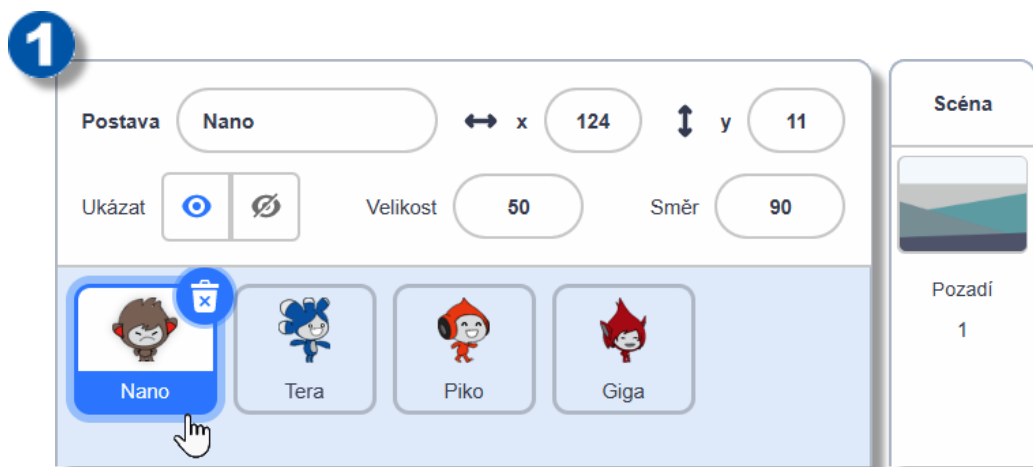 1
Postava Nano x 124 y 11
Ukázat Velikost 50 Směr 90
Nano Tera Piko Giga
Scéna
Pozadí
1